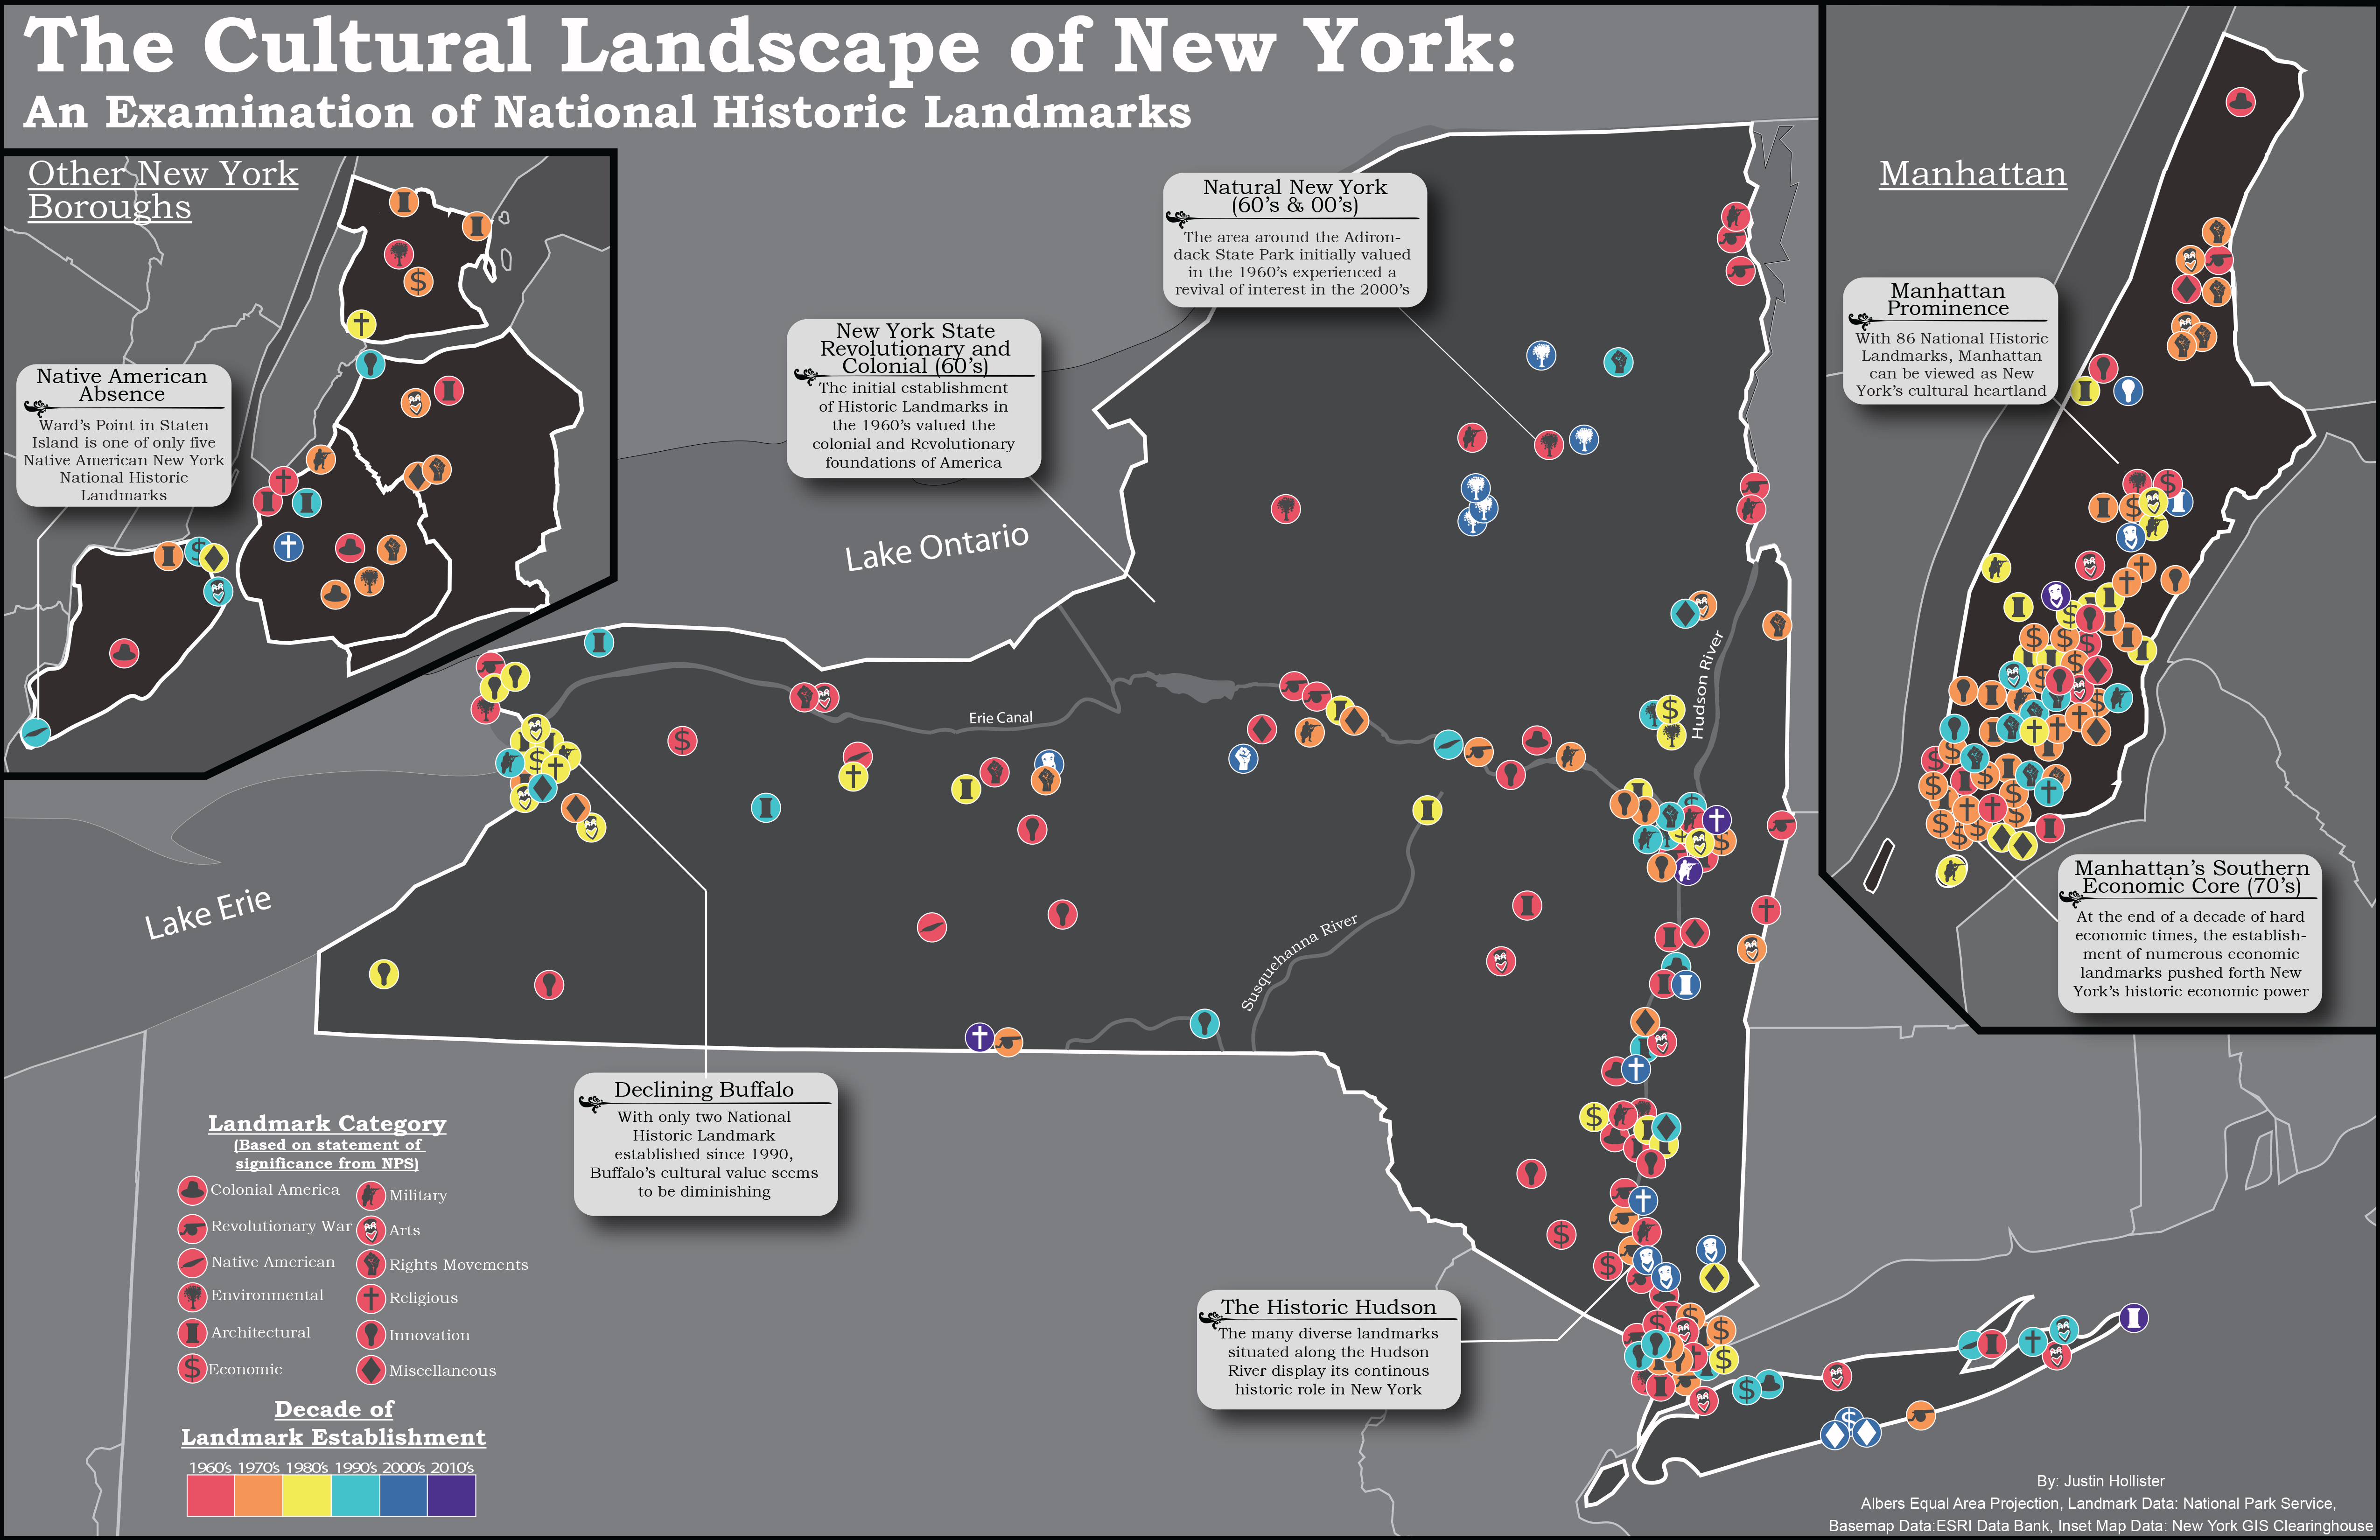 The Cultural Landscape of New York:
An Examination of National Historic Landmarks
Other New York
Boroughs
Native American
Absence
Ward's Point in Staten
Island is one of only five
Native American New York
National Historic
Landmarks
New York State
Revolutionary and
Colonial (60's)
The initial establishment
of Historic Landmarks in
the 1960's valued the
colonial and Revolutionary
foundations of America
Natural New York
(60's & 00's)
The area around the Adiron-
dack State Park initially valued
in the 1960's experienced a
revival of interest in the 2000's
Manhattan
Manhattan
Prominence
With 86 National Historic
Landmarks, Manhattan
can be viewed as New
York's cultural heartland
Manhattan's Southern
Economic Core (70's)
At the end of a decade of hard
economic times, the establish-
ment of numerous economic
landmarks pushed forth New
York's historic economic power
Lake Ontario
Erie Canal
Hudson River
Lake Erie
Susquehanna River
Declining Buffalo
With only two National
Historic Landmark
established since 1990,
Buffalo's cultural value seems
to be diminishing
The Historic Hudson
The many diverse landmarks
situated along the Hudson
River display its continous
historic role in New York
Landmark Category
(Based on statement of
significance from NPS)
Colonial America
Military
Revolutionary War
Arts
Native American
Rights Movements
Environmental
Religious
Architectural
Innovation
Economic
Miscellaneous
Decade of
Landmark Establishment
1960's 1970's 1980's 1990's 2000's 2010's
By: Justin Hollister
Albers Equal Area Projection, Landmark Data: National Park Service,
Basemap Data:ESRI Data Bank, Inset Map Data: New York GIS Clearinghouse